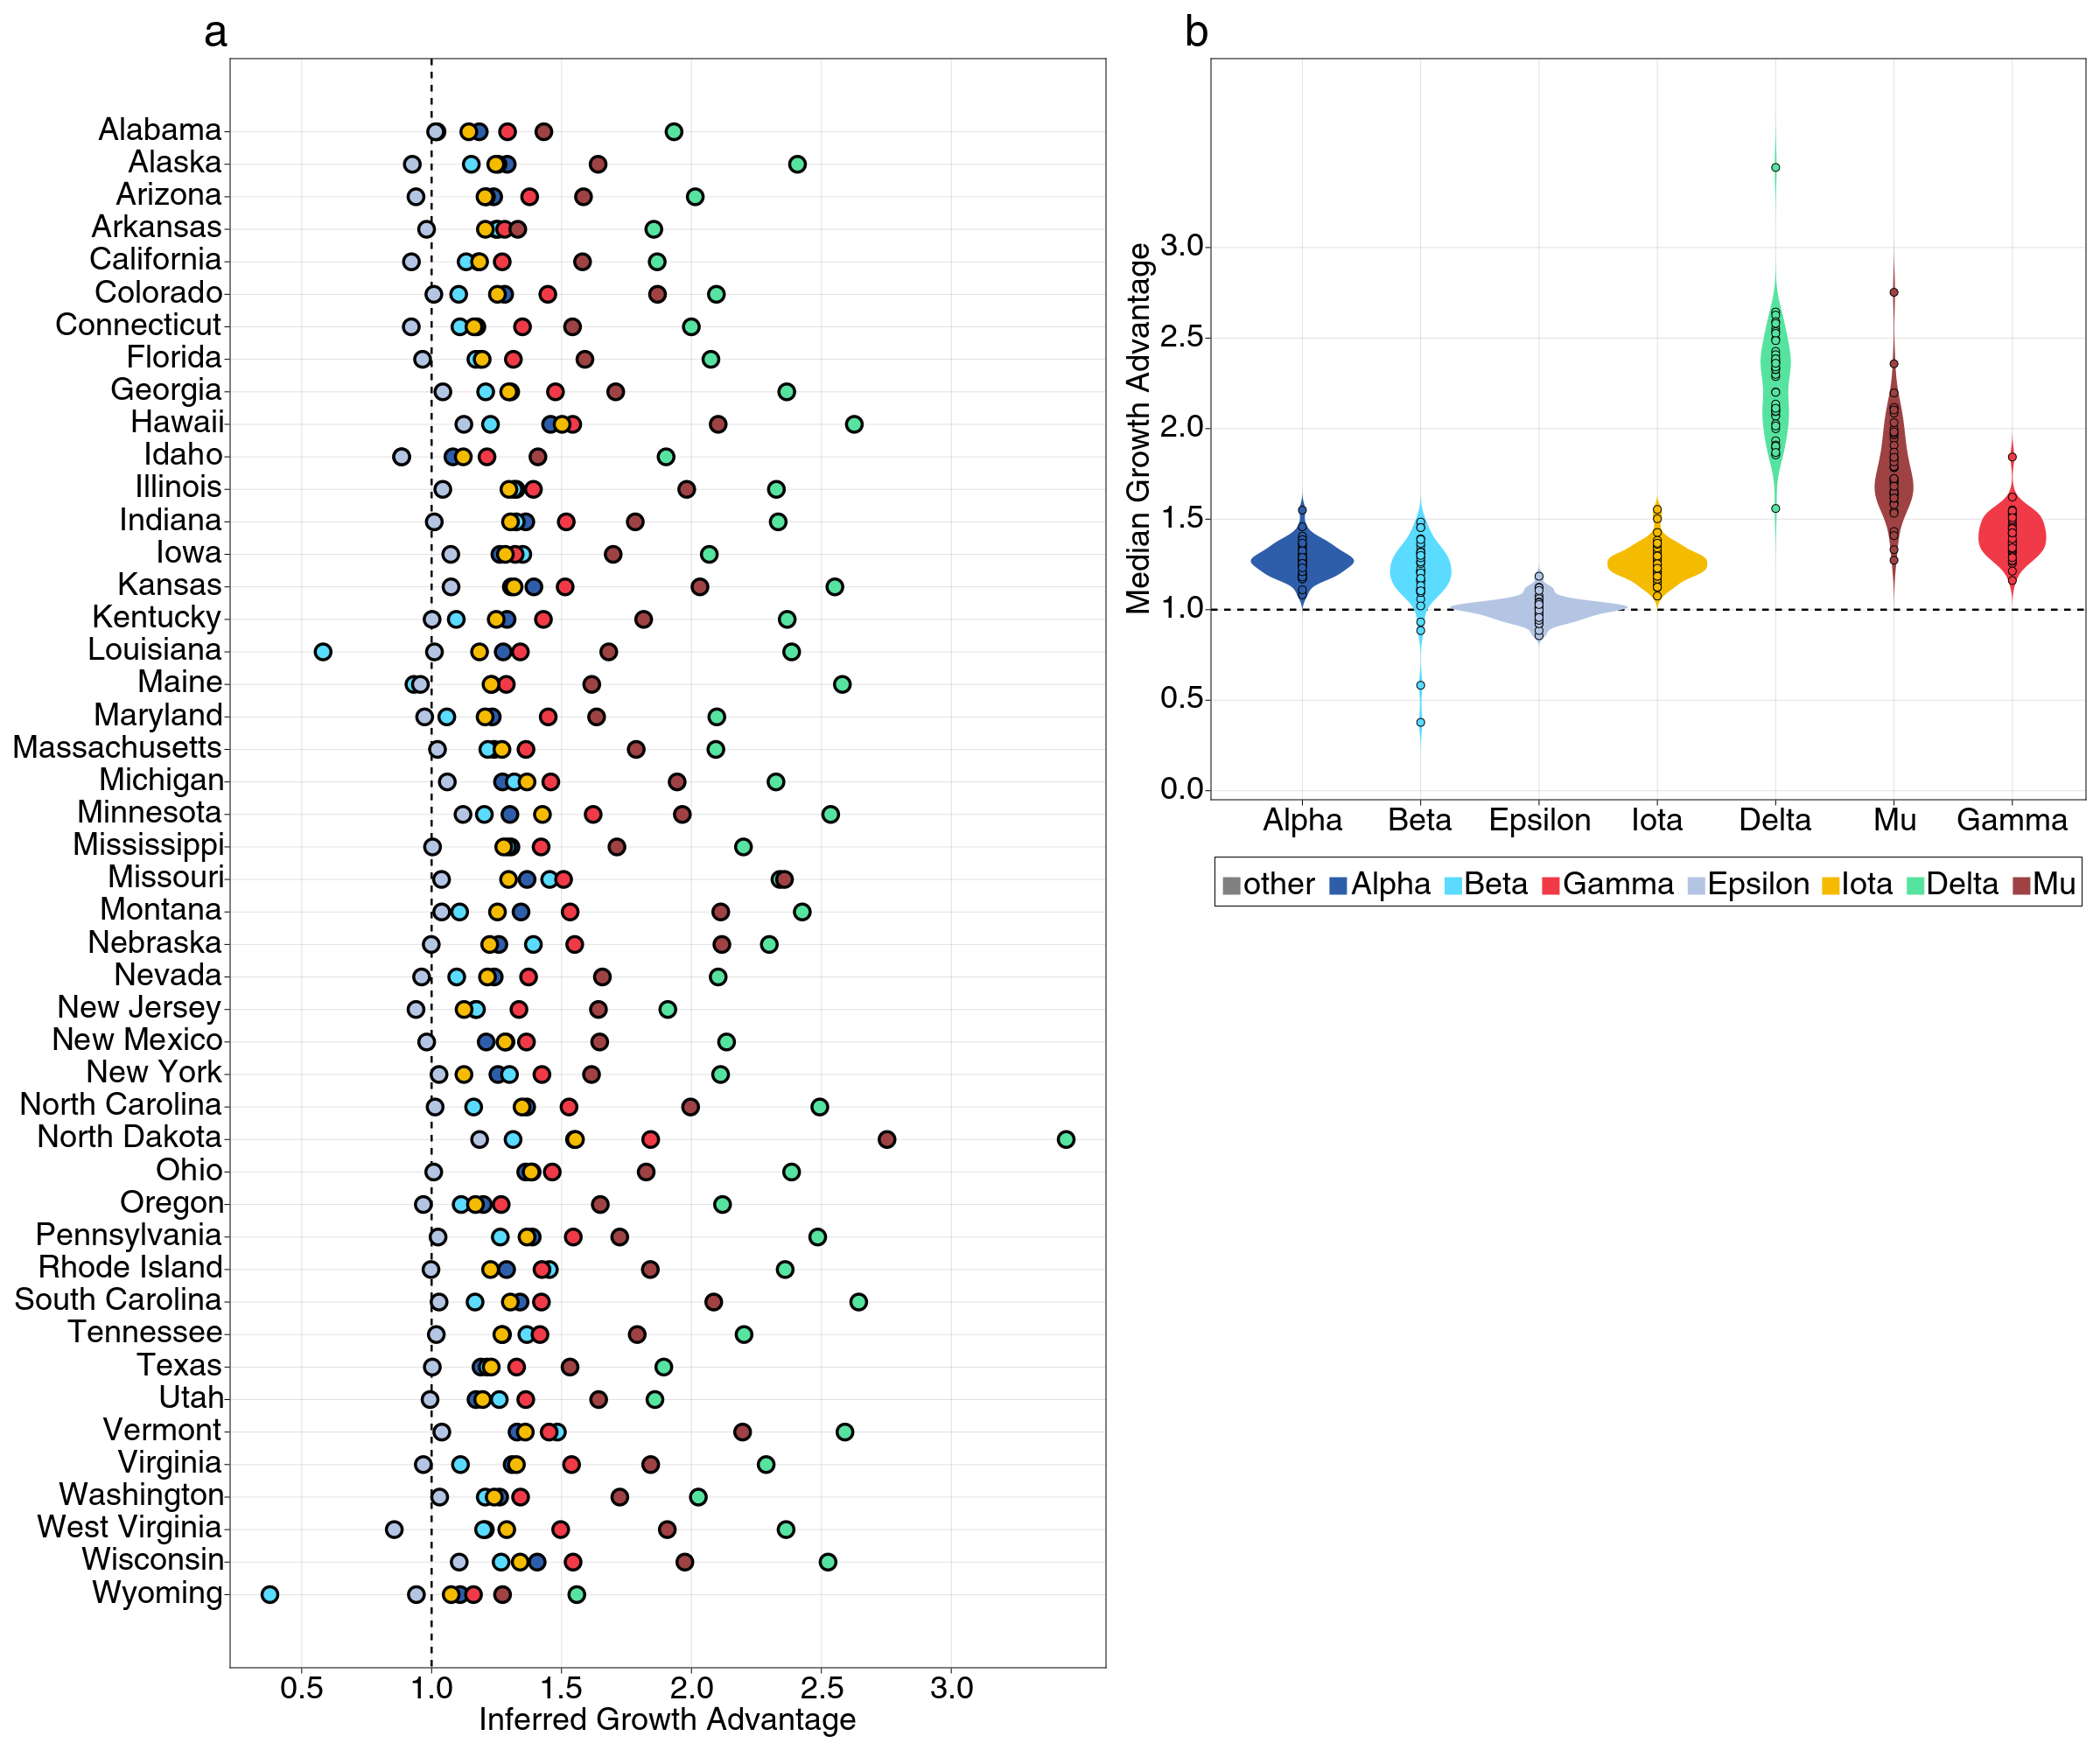 a
Alabama
Alaska
Arizona
Arkansas
California
Colorado
Connecticut
Florida
Georgia
Hawaii
Idaho
Illinois
Indiana
Iowa
Kansas
Kentucky
Louisiana
Maine
Maryland
Massachusetts
Michigan
Minnesota
Mississippi
Missouri
Montana
Nebraska
Nevada
New Jersey
New Mexico
New York
North Carolina
North Dakota
Ohio
Oregon
Pennsylvania
Rhode Island
South Carolina
Tennessee
Texas
Utah
Vermont
Virginia
Washington
West Virginia
Wisconsin
Wyoming
0.5 1.0 1.5 2.0 2.5 3.0
Inferred Growth Advantage
b
Median Growth Advantage
3.0
2.5
2.0
1.5
1.0
0.5
0.0
Alpha Beta Epsilon Iota Delta Mu Gamma
other Alpha Beta Gamma Epsilon Iota Delta Mu